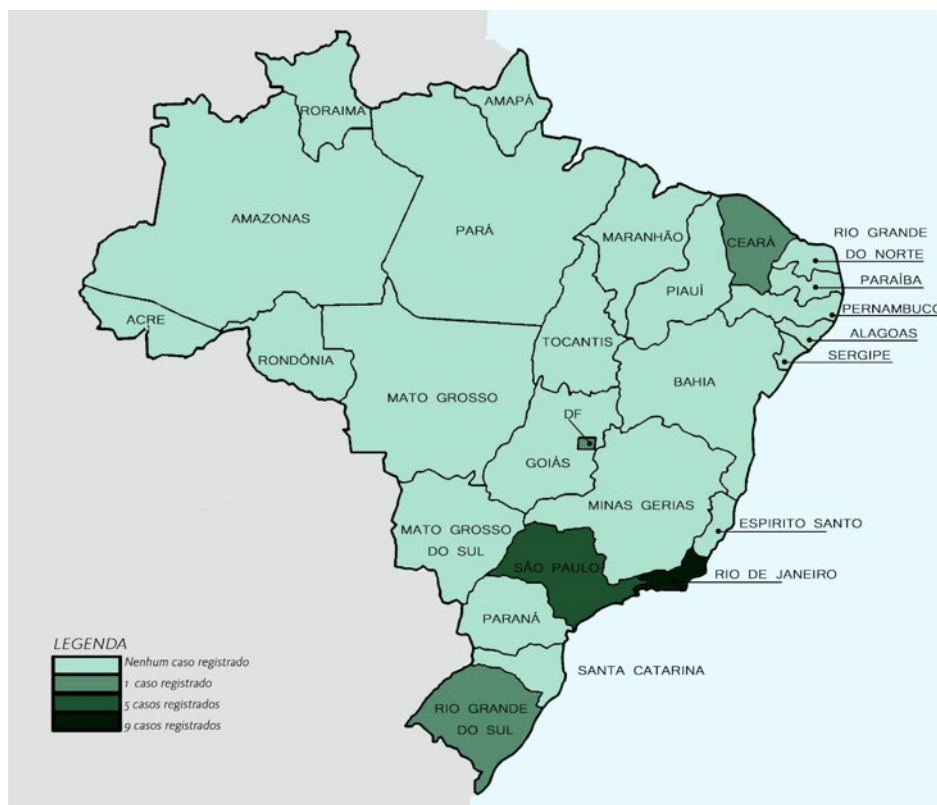 RORAIMA
AMAPÁ
AMAZONAS
PARÁ
MARANHÃO
CEARÁ
RIO GRANDE
DO NORTE
PARAÍBA
PIAUÍ
PERNAMBUCO
ACRE
ALAGOAS
TOCANTIS
SERGIPE
RONDÔNIA
BAHIA
MATO GROSSO
DF
GOIÁS
MINAS GERIAS
ESPIRITO SANTO
MATO GROSSO
DO SUL
SÃO PAULO
RIO DE JANEIRO
PARANÁ
SANTA CATARINA
RIO GRANDE
DO SUL
LEGENDA
Nenhum caso registrado
1 caso registrado
5 casos registrados
9 casos registrados